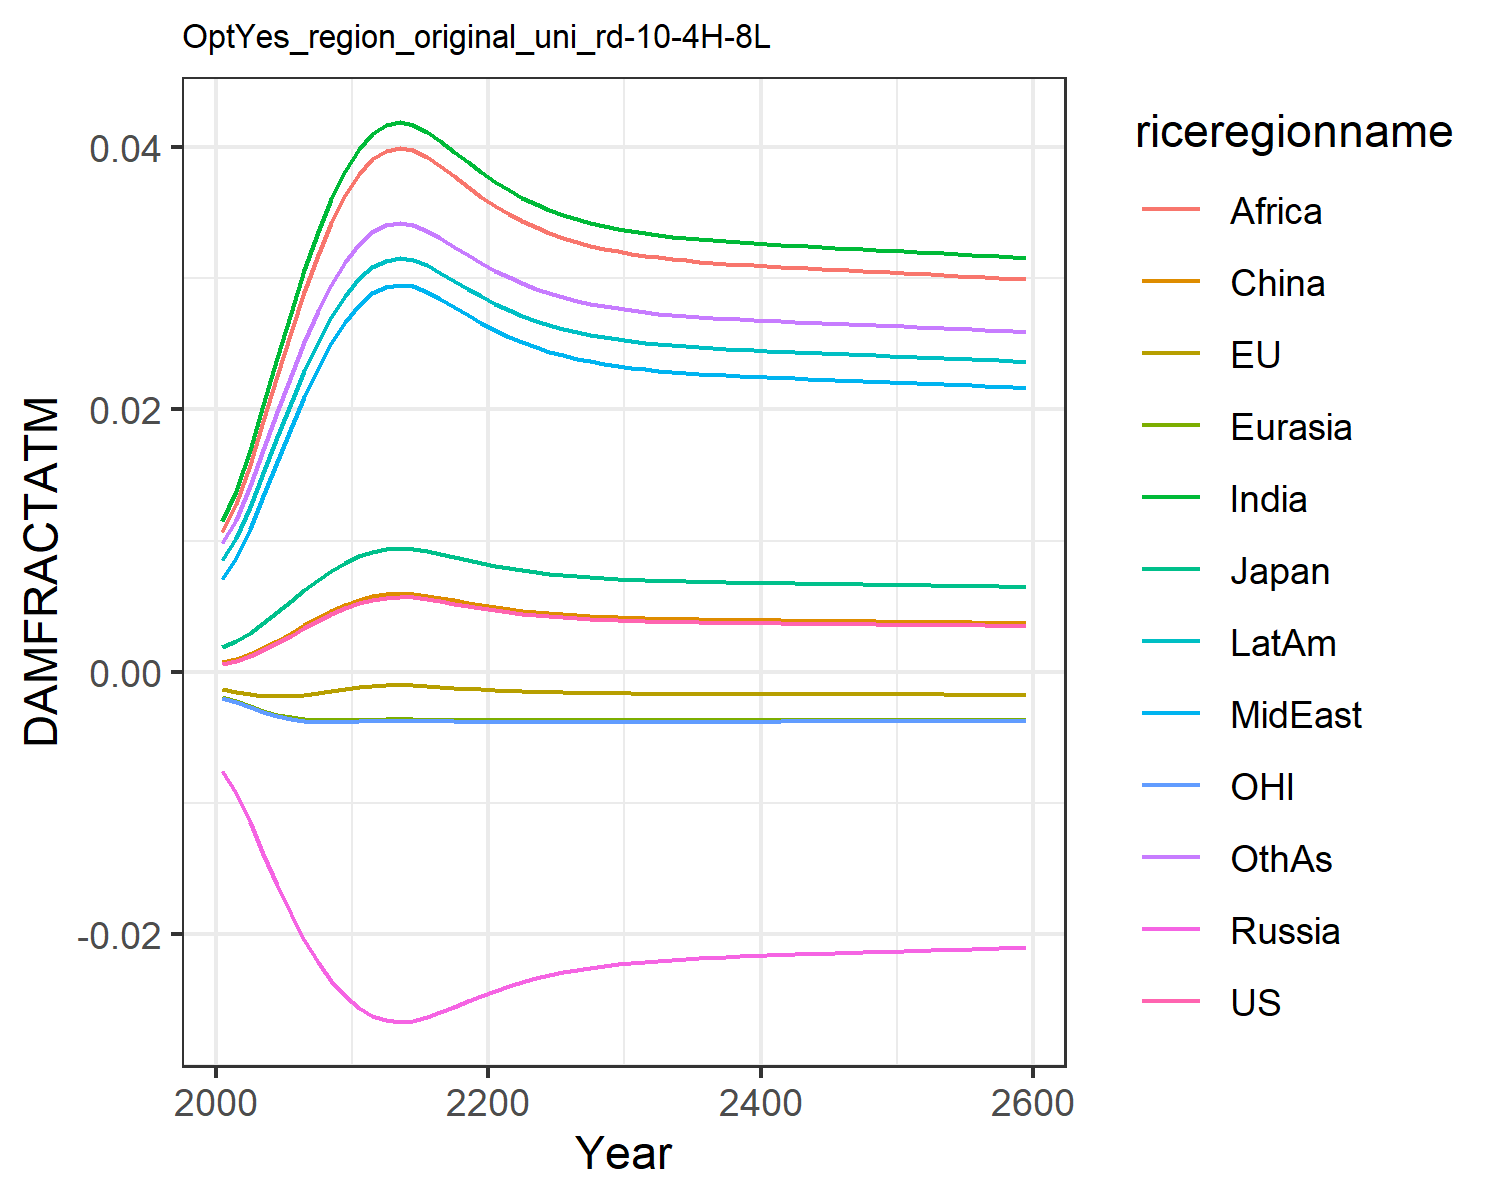 OptYes_region_original_uni_rd-10-4H-8L
DAMFRACTATM
0.04
0.02
0.00
-0.02
2000
2200
2400
2600
Year
riceregionname
Africa
China
EU
Eurasia
India
Japan
LatAm
MidEast
OHI
OthAs
Russia
US